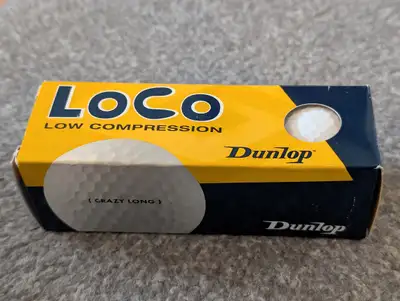 LoCo
LOW COMPRESSION
Dunlop
{ CRAZY LONG }
Dunlop